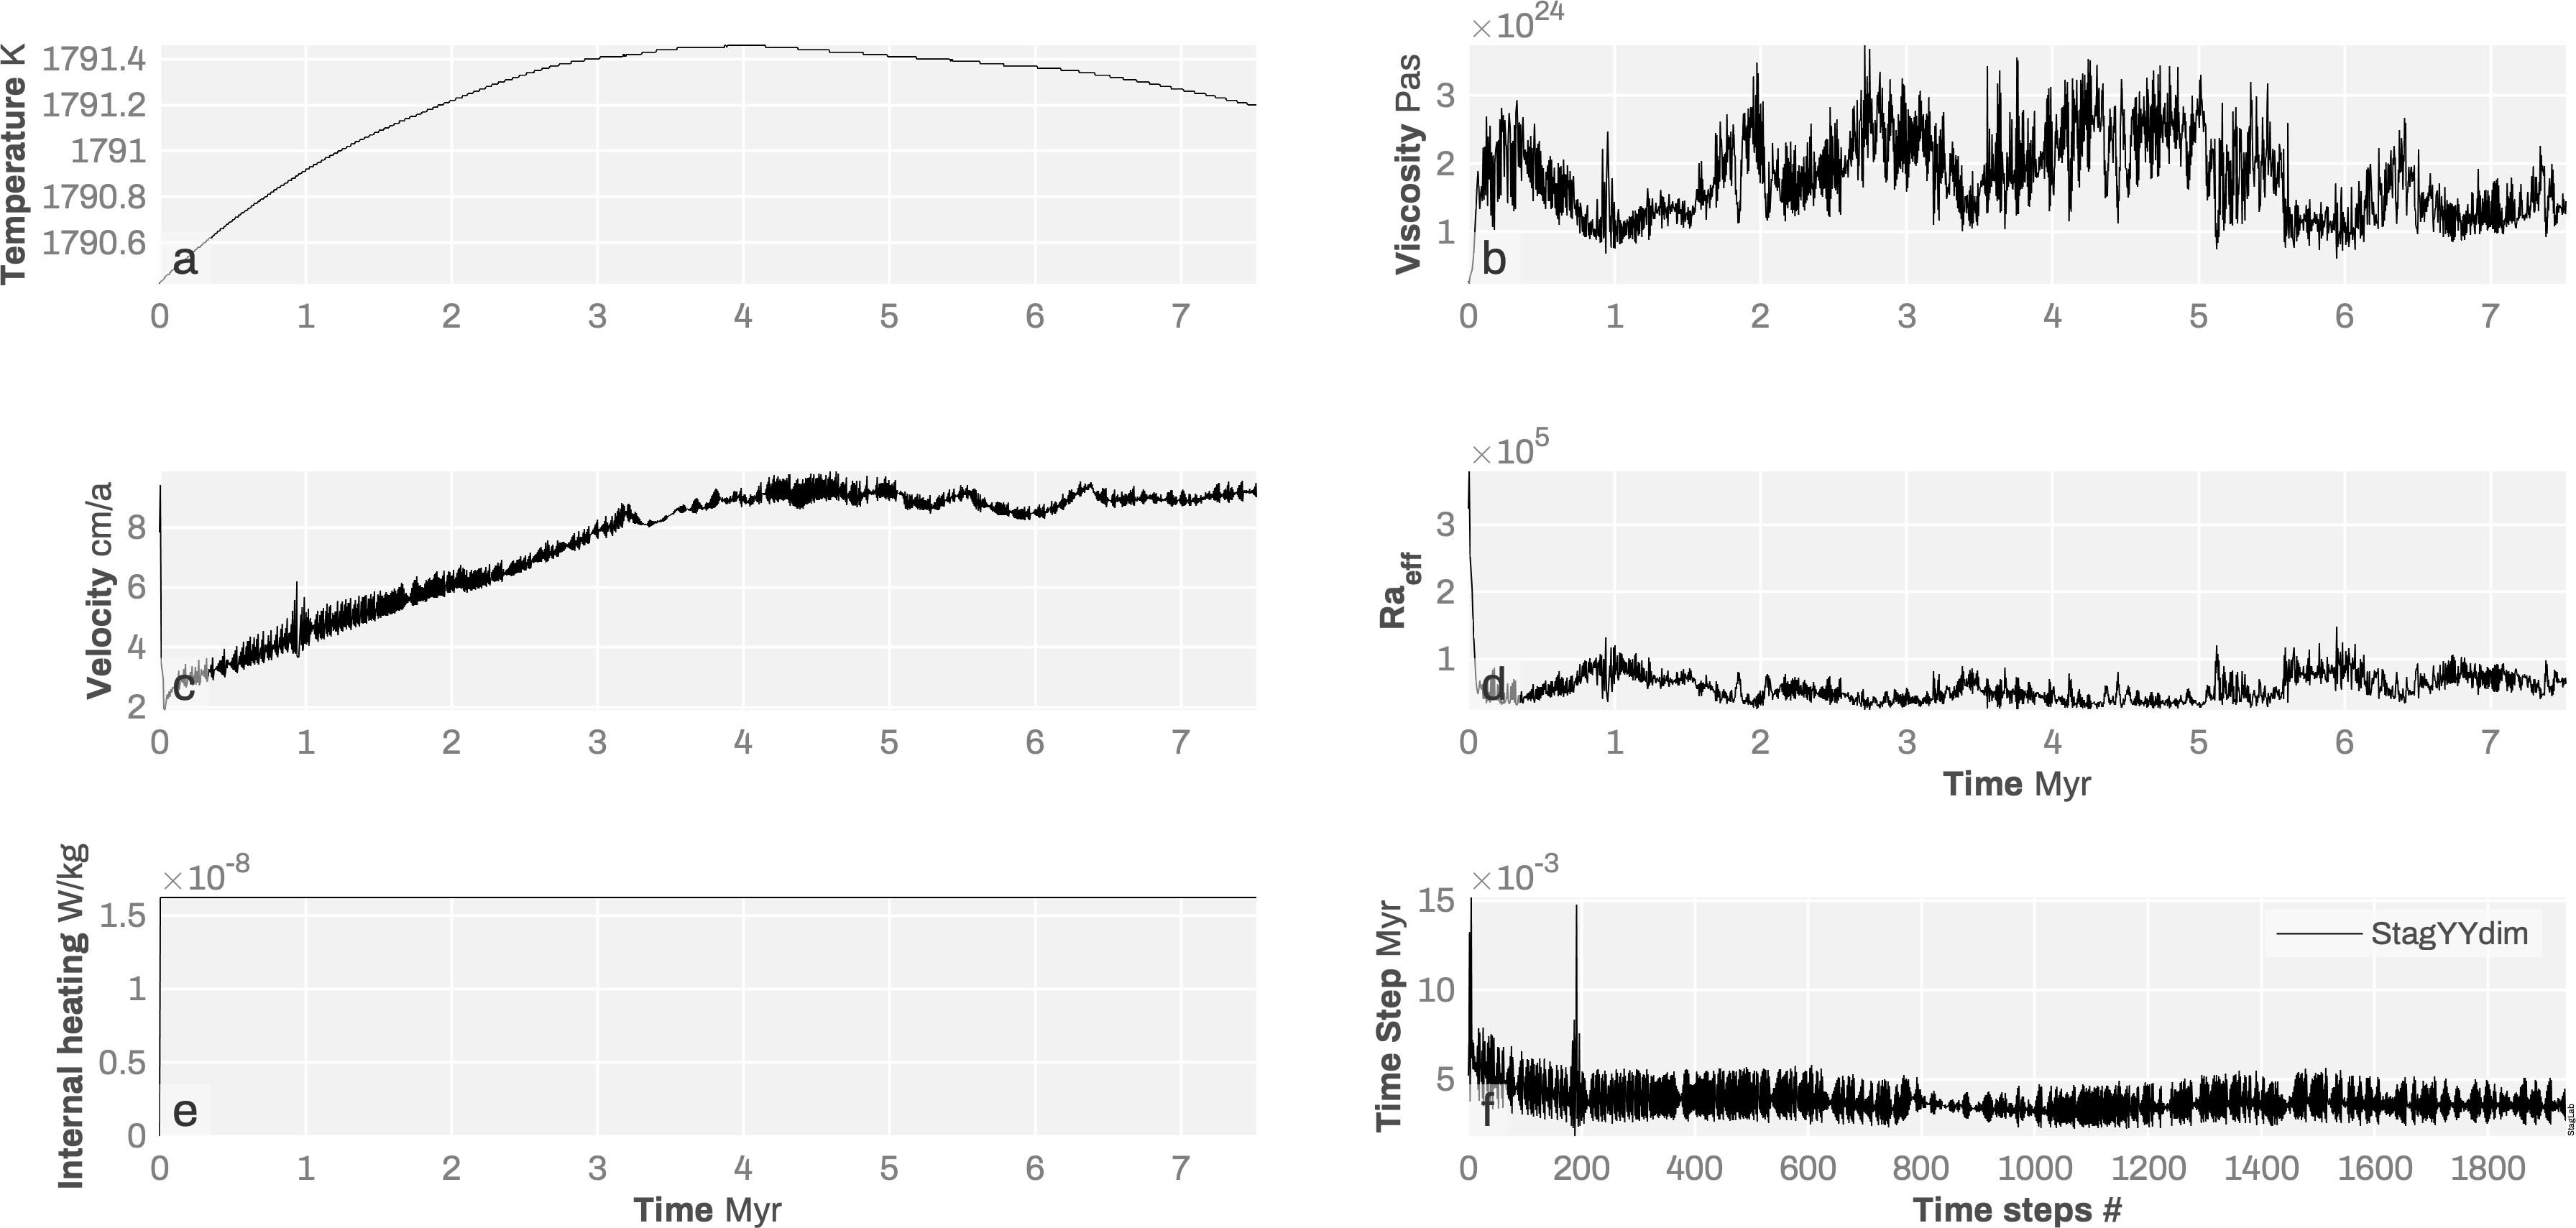 Temperature K
1791.4
1791.2
1791
1790.8
1790.6
a
0 1 2 3 4 5 6 7
×10^24
Viscosity Pas
3
2
1
b
0 1 2 3 4 5 6 7
Velocity cm/a
8
6
4
2
c
0 1 2 3 4 5 6 7
×10^5
Ra_eff
3
2
1
d
0 1 2 3 4 5 6 7
Time Myr
×10^-8
Internal heating W/kg
1.5
1
0.5
0
e
0 1 2 3 4 5 6 7
Time Myr
×10^-3
Time Step Myr
15
10
5
f
StagYYdim
StagLab
0 200 400 600 800 1000 1200 1400 1600 1800
Time steps #